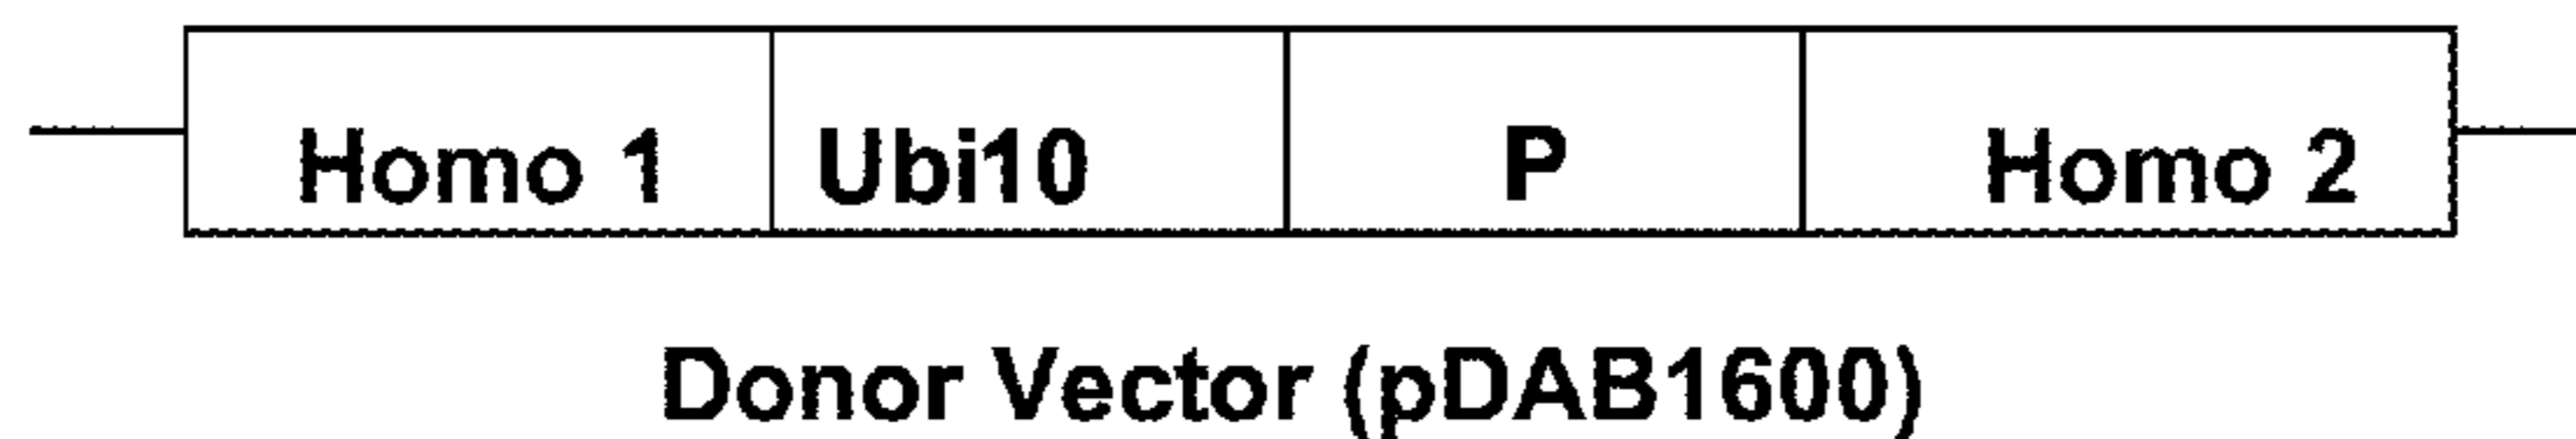 Homo 1 Ubi10 P Homo 2
Donor Vector (pDAB1600)